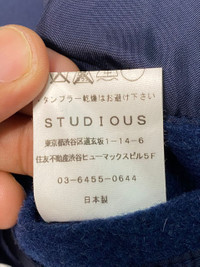 タンブラー乾燥はお避け下さい
STUDIOUS
東京都渋谷区道玄坂1-14-6
住友不動産渋谷ヒューマックスビル5F
03-6455-0644
日本製